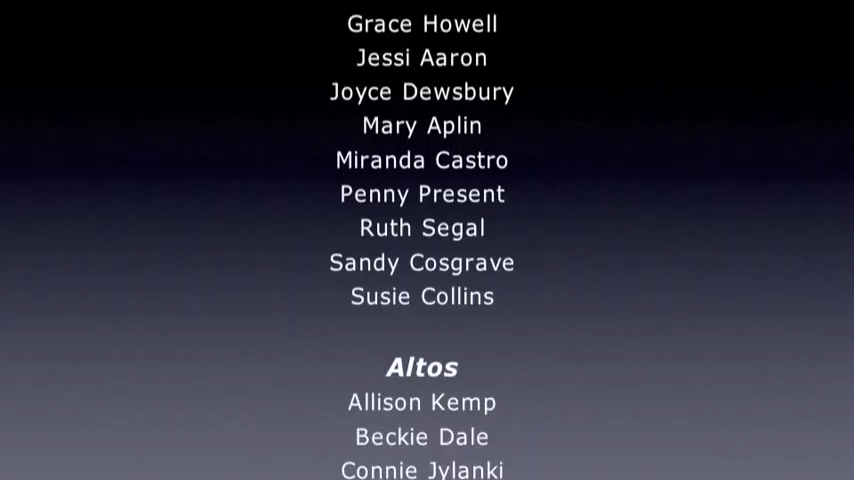 Grace Howell
Jessi Aaron
Joyce Dewsbury
Mary Aplin
Miranda Castro
Penny Present
Ruth Segal
Sandy Cosgrave
Susie Collins
Altos
Allison Kemp
Beckie Dale
Connie Jylanki